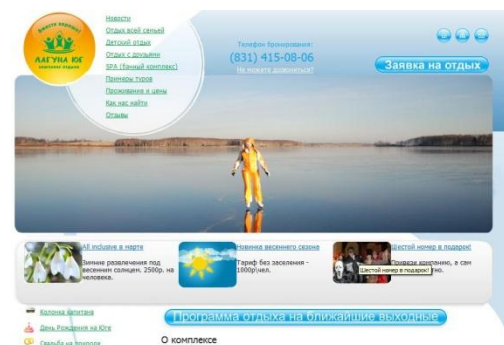 Вместе хорошо!
ЛАГУНА ЮГ
комплекс отдыха
Новости
Отдых всей семьей
Детский отдых
Отдых с друзьями
SPA (банный комплекс)
Примеры туров
Проживание и цены
Как нас найти
Отзывы
Телефон бронирования:
(831) 415-08-06
Не можете дозвониться?
Заявка на отдых
All inclusive в марте
Зимние развлечения под
весенним солнцем. 2500р. на
человека.
Новинка весеннего сезона
Тариф без заселения -
1000р\чел.
Шестой номер в подарок!
Привези компанию, а сам
Шестой номер в подарок!
Программа отдыха на ближайшие выходные
Колонка капитана
День Рождения на Юге
Свадьба на природе
О комплексе